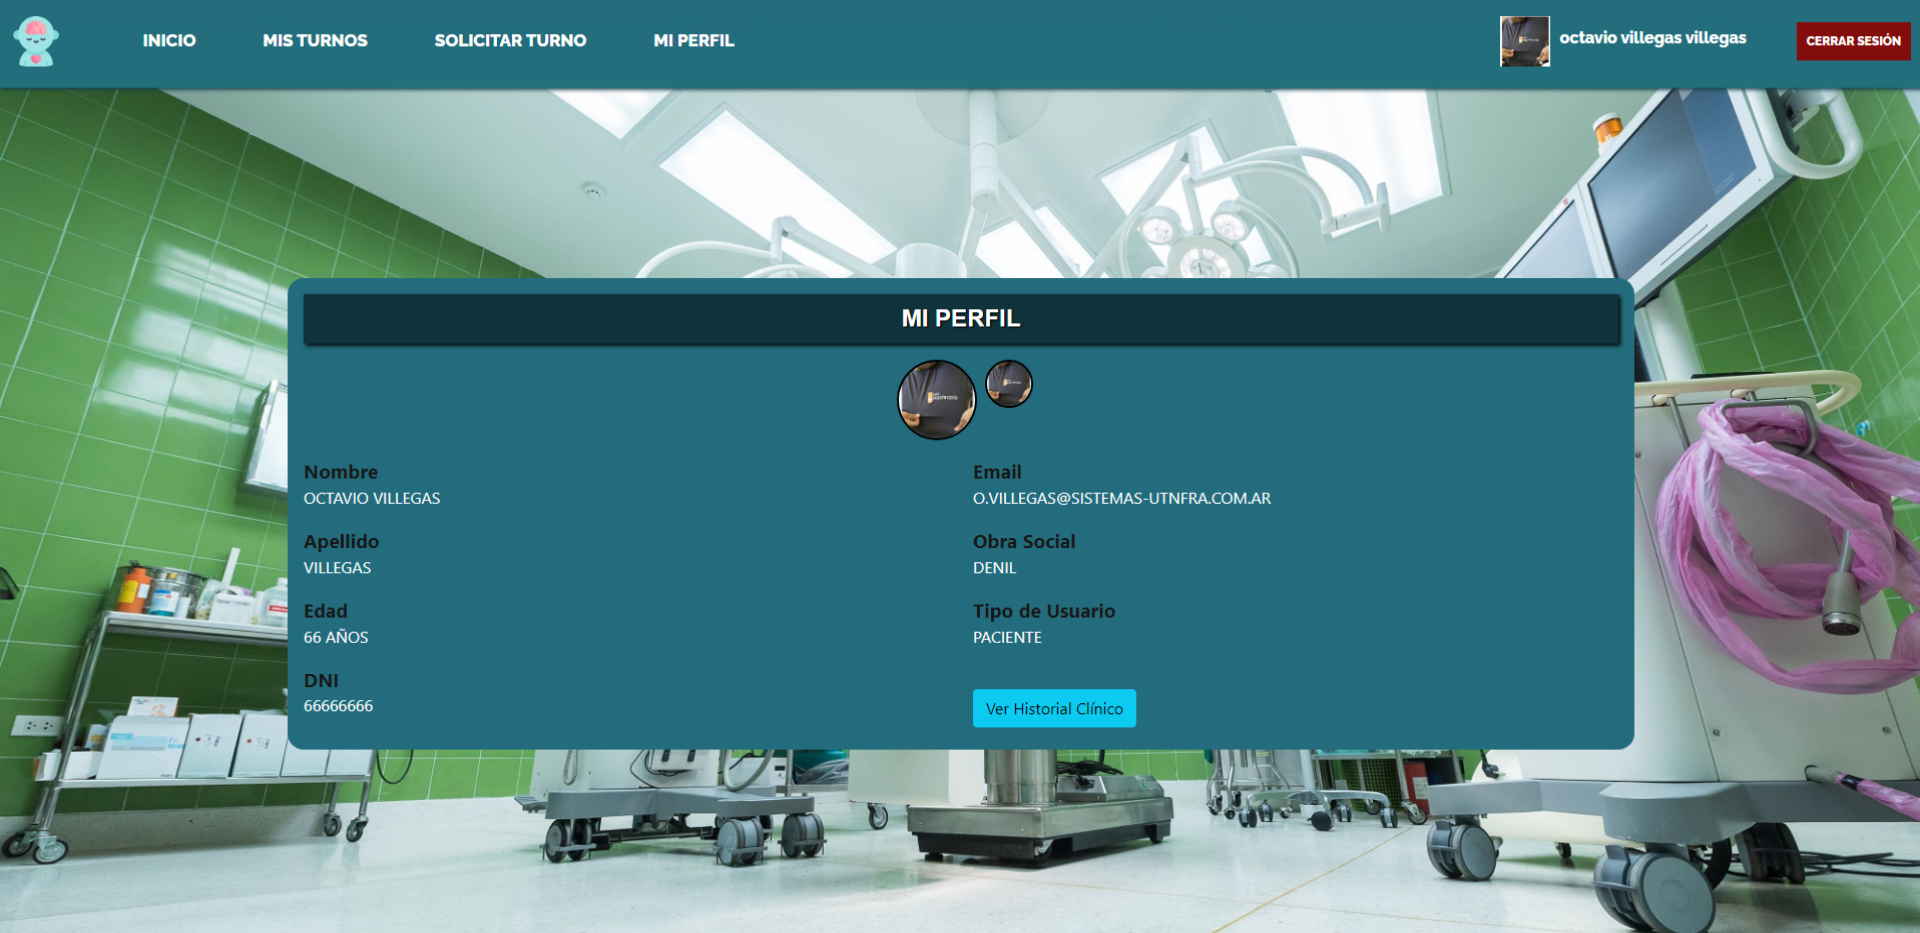 INICIO
MIS TURNOS
SOLICITAR TURNO
MI PERFIL
octavio villegas villegas
CERRAR SESIÓN
MI PERFIL
Nombre
OCTAVIO VILLEGAS
Apellido
VILLEGAS
Edad
66 AÑOS
DNI
66666666
Email
O.VILLEGAS@SISTEMAS-UTNFRA.COM.AR
Obra Social
DENIL
Tipo de Usuario
PACIENTE
Ver Historial Clínico